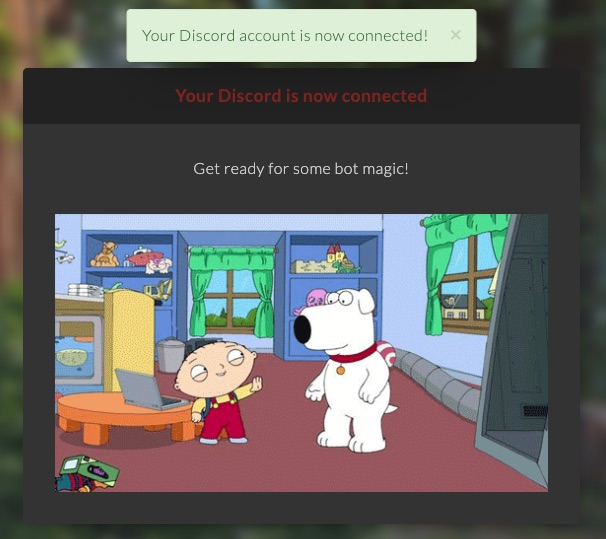 Your Discord account is now connected! ×
Your Discord is now connected
Get ready for some bot magic!